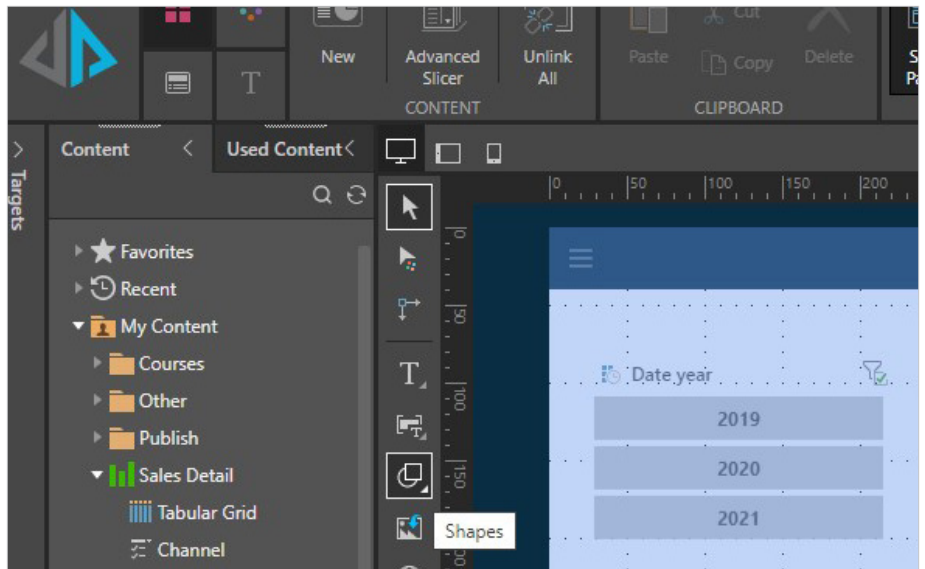 T
New
Advanced
Slicer
Unlink
All
CONTENT
Paste
Cut
Copy
Delete
CLIPBOARD
Targets
Content
Used Content
0 50 100 150 200
Favorites
Recent
My Content
Courses
Other
Publish
Sales Detail
Tabular Grid
Channel
T
T
0
50
100
150
Shapes
Date year
2019
2020
2021